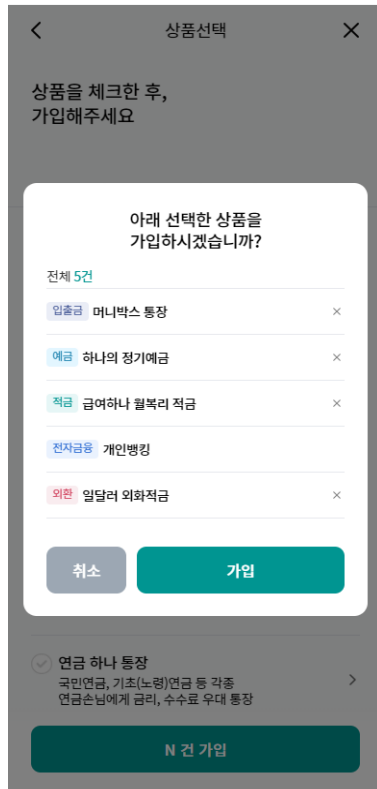 상품선택
상품을 체크한 후,
가입해주세요
아래 선택한 상품을
가입하시겠습니까?
전체 5건
입출금 머니박스 통장
예금 하나의 정기예금
적금 급여하나 월복리 적금
전자금융 개인뱅킹
외환 일달러 외화적금
취소 가입
연금 하나 통장
국민연금, 기초(노령)연금 등 각종
연금손님에게 금리, 수수료 우대 통장
N 건 가입